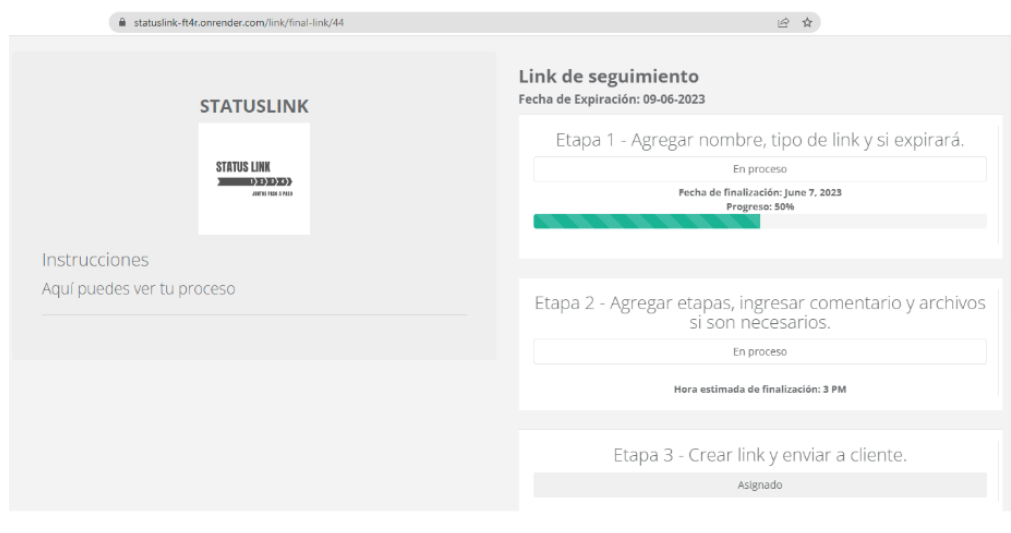 statuslink-ft4r.onrender.com/link/final-link/44
STATUSLINK
STATUS LINK
JUNTOS PASO A PASO
Instrucciones
Aquí puedes ver tu proceso
Link de seguimiento
Fecha de Expiración: 09-06-2023
Etapa 1 - Agregar nombre, tipo de link y si expirará.
En proceso
Fecha de finalización: June 7, 2023
Progreso: 50%
Etapa 2 - Agregar etapas, ingresar comentario y archivos
si son necesarios.
En proceso
Hora estimada de finalización: 3 PM
Etapa 3 - Crear link y enviar a cliente.
Asignado